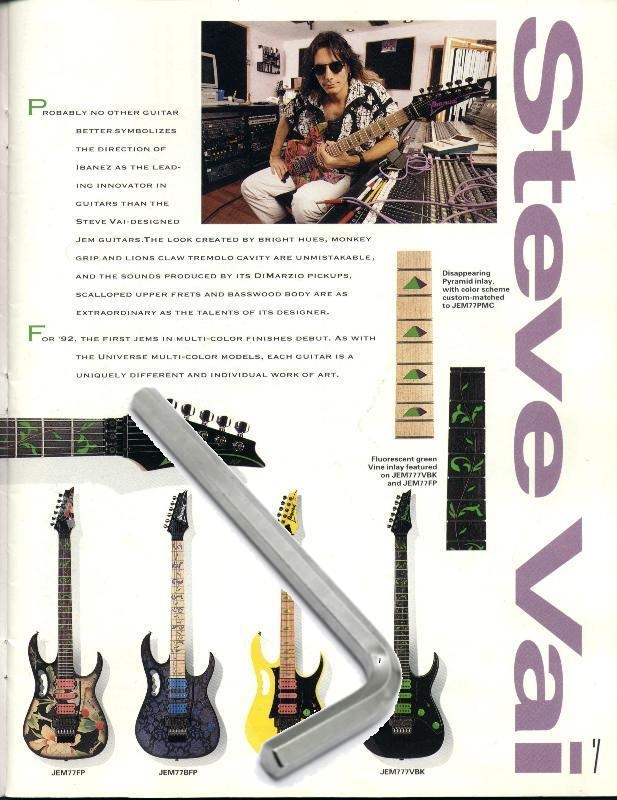 Steve Vai
PROBABLY NO OTHER GUITAR
BETTER SYMBOLIZES
THE DIRECTION OF
IBANEZ AS THE LEAD-
ING INNOVATOR IN
GUITARS THAN THE
STEVE VAI-DESIGNED
JEM GUITARS.THE LOOK CREATED BY BRIGHT HUES, MONKEY
GRIP AND LIONS CLAW TREMOLO CAVITY ARE UNMISTAKABLE,
AND THE SOUNDS PRODUCED BY ITS DIMARZIO PICKUPS,
SCALLOPED UPPER FRETS AND BASSWOOD BODY ARE AS
EXTRAORDINARY AS THE TALENTS OF ITS DESIGNER.
FOR '92, THE FIRST JEMS IN MULTI-COLOR FINISHES DEBUT. AS WITH
THE UNIVERSE MULTI-COLOR MODELS, EACH GUITAR IS A
UNIQUELY DIFFERENT AND INDIVIDUAL WORK OF ART.
Disappearing
Pyramid inlay,
with color scheme
custom-matched
to JEM77PMC
Fluorescent green
Vine inlay featured
on JEM777VBK
and JEM77FP
Ibanez
JEM77FP
JEM77BFP
JEM777VBK